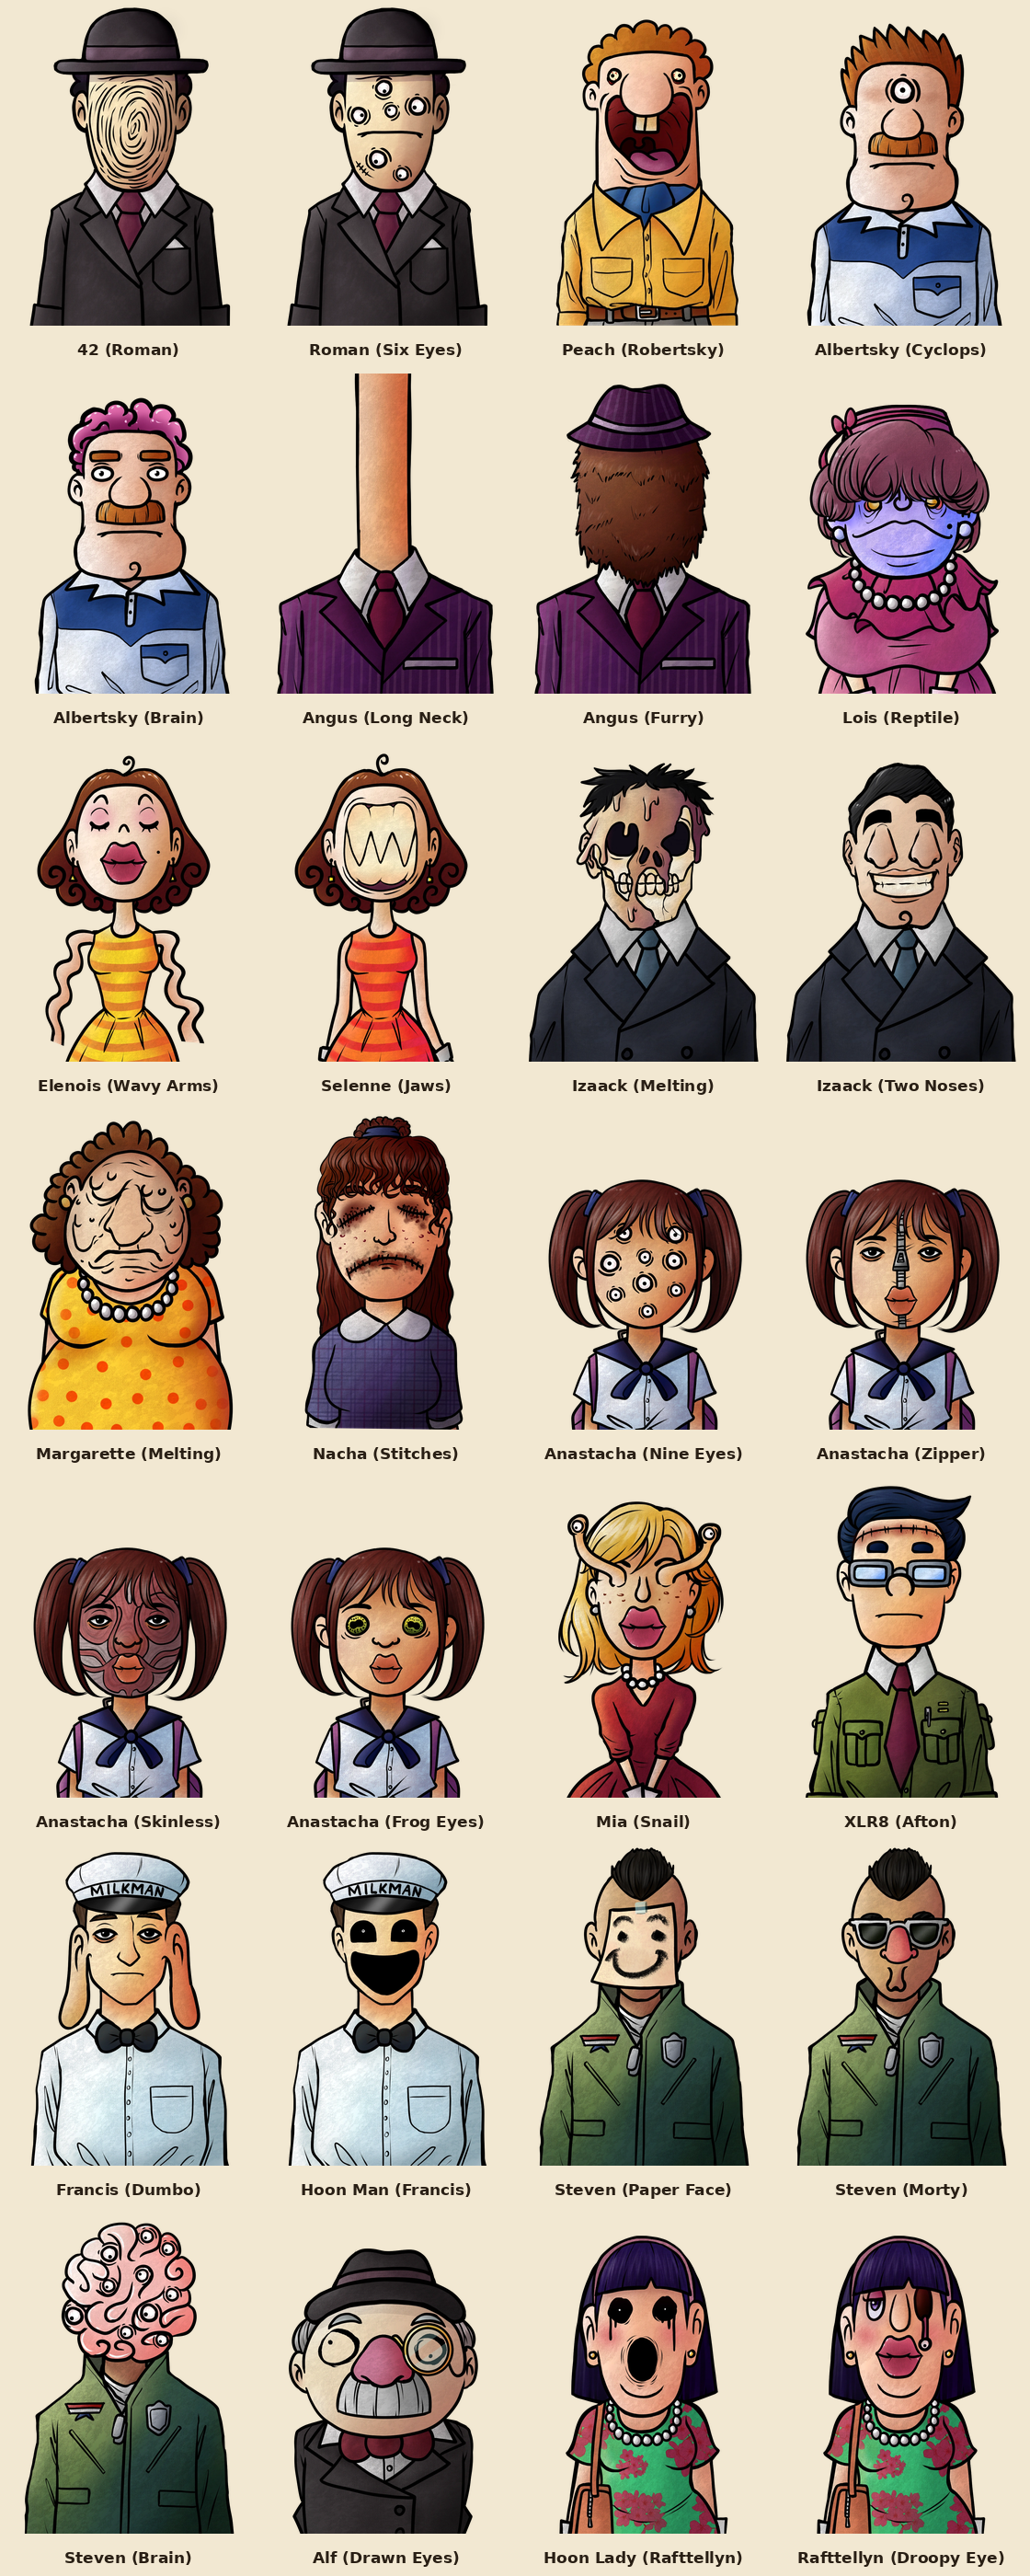 42 (Roman)
Roman (Six Eyes)
Peach (Robertsky)
Albertsky (Cyclops)
Albertsky (Brain)
Angus (Long Neck)
Angus (Furry)
Lois (Reptile)
Elenois (Wavy Arms)
Selenne (Jaws)
Izaack (Melting)
Izaack (Two Noses)
Margarette (Melting)
Nacha (Stitches)
Anastacha (Nine Eyes)
Anastacha (Zipper)
Anastacha (Skinless)
Anastacha (Frog Eyes)
Mia (Snail)
XLR8 (Afton)
MILKMAN
MILKMAN
Francis (Dumbo)
Hoon Man (Francis)
Steven (Paper Face)
Steven (Morty)
Steven (Brain)
Alf (Drawn Eyes)
Hoon Lady (Rafttellyn)
Rafttellyn (Droopy Eye)